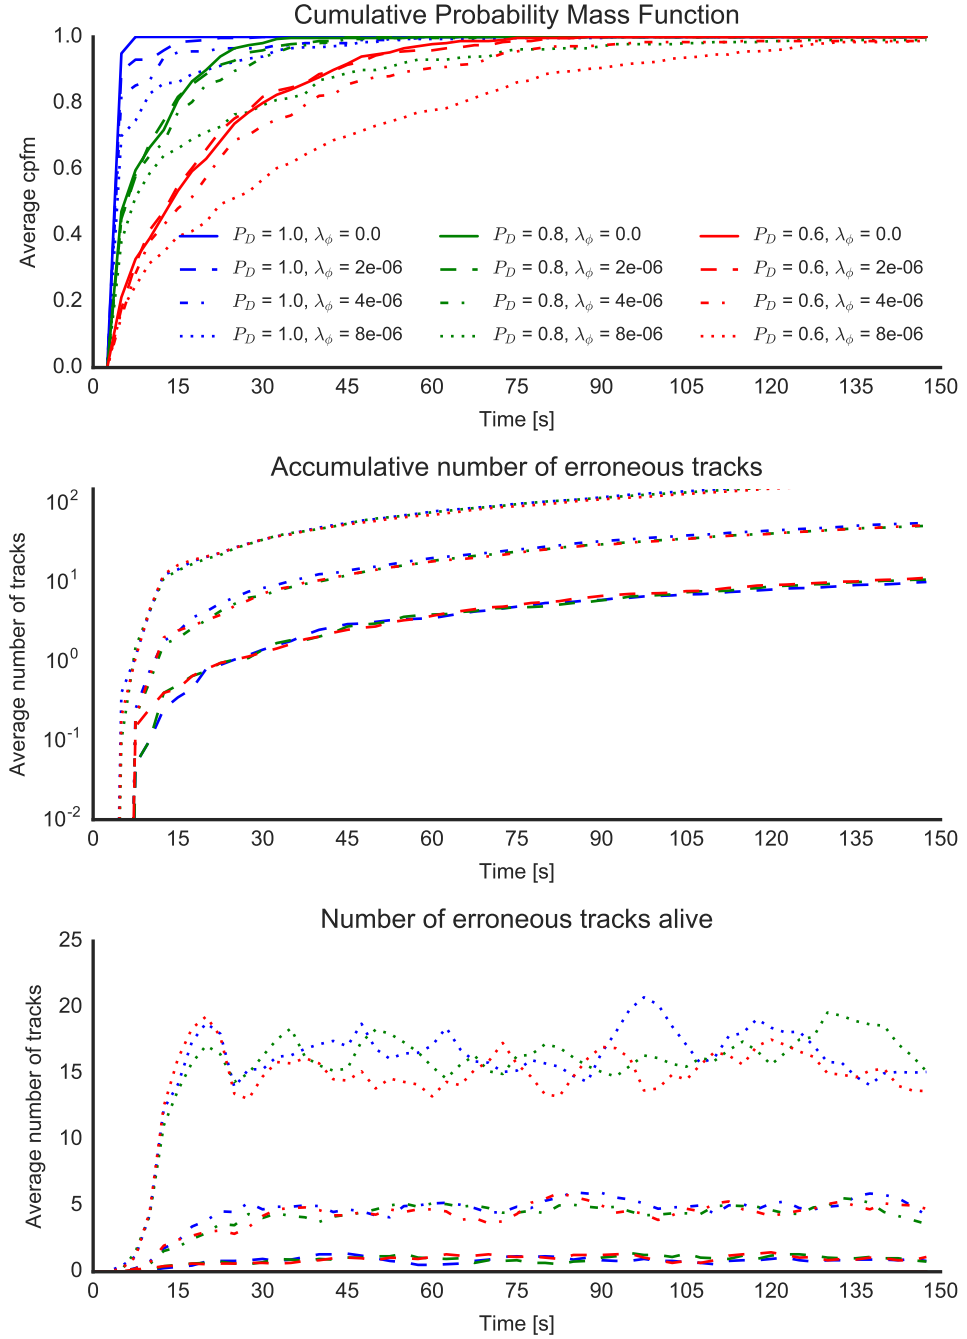 Cumulative Probability Mass Function
Average cpfm
1.0
0.8
0.6
0.4
0.2
0.0
P_D = 1.0, λ_ϕ = 0.0
P_D = 0.8, λ_ϕ = 0.0
P_D = 0.6, λ_ϕ = 0.0
P_D = 1.0, λ_ϕ = 2e-06
P_D = 0.8, λ_ϕ = 2e-06
P_D = 0.6, λ_ϕ = 2e-06
P_D = 1.0, λ_ϕ = 4e-06
P_D = 0.8, λ_ϕ = 4e-06
P_D = 0.6, λ_ϕ = 4e-06
P_D = 1.0, λ_ϕ = 8e-06
P_D = 0.8, λ_ϕ = 8e-06
P_D = 0.6, λ_ϕ = 8e-06
0 15 30 45 60 75 90 105 120 135 150
Time [s]
Accumulative number of erroneous tracks
Average number of tracks
10^2
10^1
10^0
10^-1
10^-2
0 15 30 45 60 75 90 105 120 135 150
Time [s]
Number of erroneous tracks alive
Average number of tracks
25
20
15
10
5
0
0 15 30 45 60 75 90 105 120 135 150
Time [s]